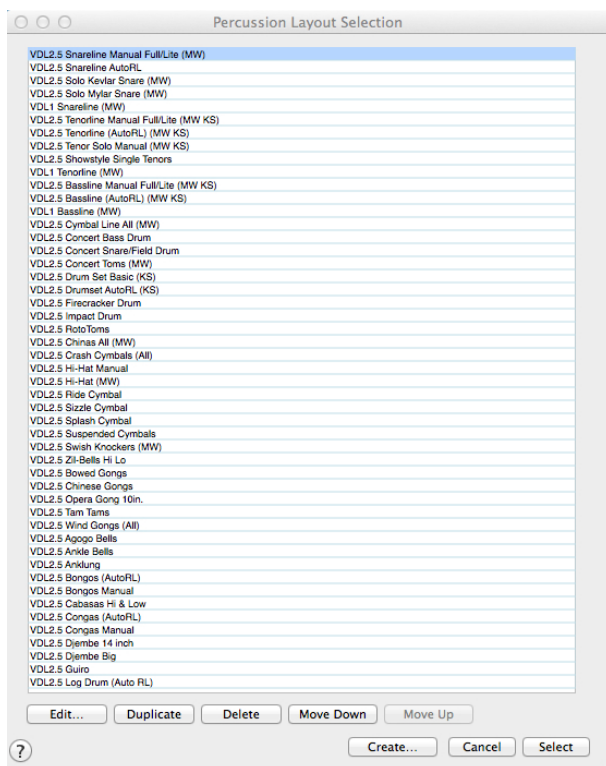 Percussion Layout Selection
VDL2.5 Snareline Manual Full/Lite (MW)
VDL2.5 Snareline AutoRL
VDL2.5 Solo Kevlar Snare (MW)
VDL2.5 Solo Mylar Snare (MW)
VDL1 Snareline (MW)
VDL2.5 Tenorline Manual Full/Lite (MW KS)
VDL2.5 Tenorline (AutoRL) (MW KS)
VDL2.5 Tenor Solo Manual (MW KS)
VDL2.5 Showstyle Single Tenors
VDL1 Tenorline (MW)
VDL2.5 Bassline Manual Full/Lite (MW KS)
VDL2.5 Bassline (AutoRL) (MW KS)
VDL1 Bassline (MW)
VDL2.5 Cymbal Line All (MW)
VDL2.5 Concert Bass Drum
VDL2.5 Concert Snare/Field Drum
VDL2.5 Concert Toms (MW)
VDL2.5 Drum Set Basic (KS)
VDL2.5 Drumset AutoRL (KS)
VDL2.5 Firecracker Drum
VDL2.5 Impact Drum
VDL2.5 RotoToms
VDL2.5 Chinas All (MW)
VDL2.5 Crash Cymbals (All)
VDL2.5 Hi-Hat Manual
VDL2.5 Hi-Hat (MW)
VDL2.5 Ride Cymbal
VDL2.5 Sizzle Cymbal
VDL2.5 Splash Cymbal
VDL2.5 Suspended Cymbals
VDL2.5 Swish Knockers (MW)
VDL2.5 Zil-Bells Hi Lo
VDL2.5 Bowed Gongs
VDL2.5 Chinese Gongs
VDL2.5 Opera Gong 10in.
VDL2.5 Tam Tams
VDL2.5 Wind Gongs (All)
VDL2.5 Agogo Bells
VDL2.5 Ankle Bells
VDL2.5 Anklung
VDL2.5 Bongos (AutoRL)
VDL2.5 Bongos Manual
VDL2.5 Cabasas Hi & Low
VDL2.5 Congas (AutoRL)
VDL2.5 Congas Manual
VDL2.5 Djembe 14 inch
VDL2.5 Djembe Big
VDL2.5 Guiro
VDL2.5 Log Drum (Auto RL)
Edit... Duplicate Delete Move Down Move Up
? Create... Cancel Select